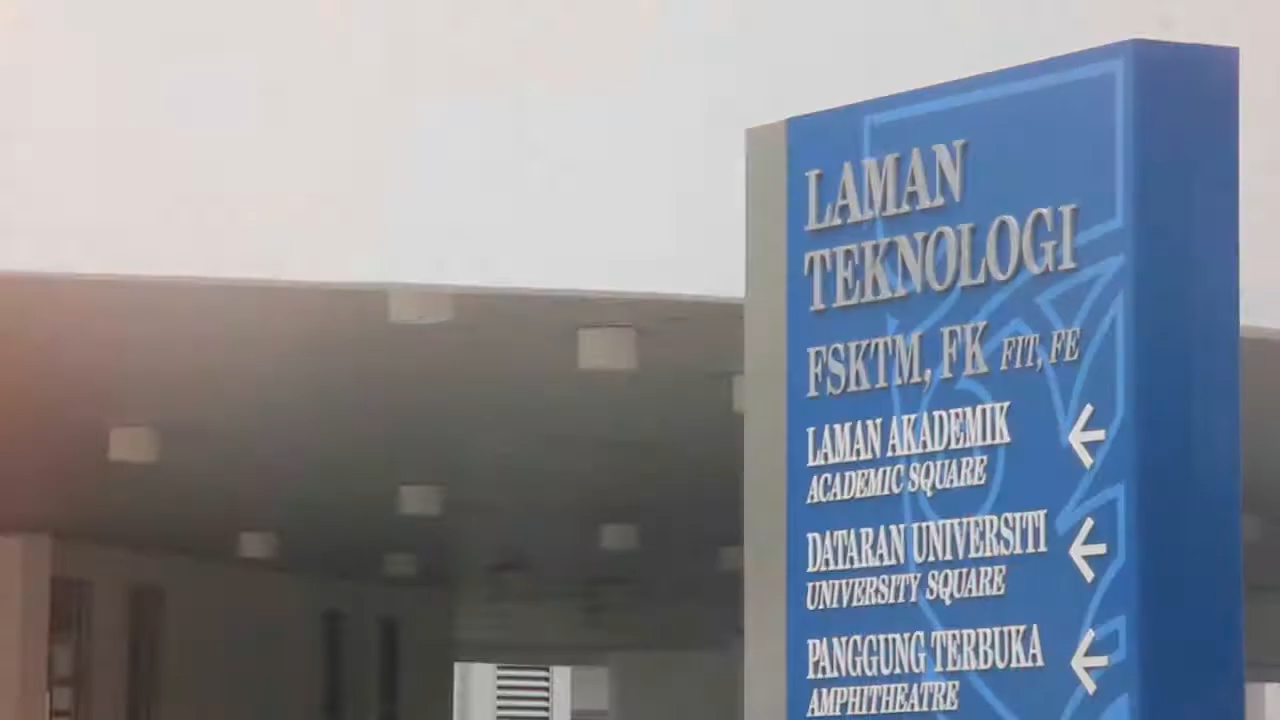 LAMAN
TEKNOLOGI
FSKTM, FK FIT, FE
LAMAN AKADEMIK
ACADEMIC SQUARE
DATARAN UNIVERSITI
UNIVERSITY SQUARE
PANGGUNG TERBUKA
AMPHITHEATRE